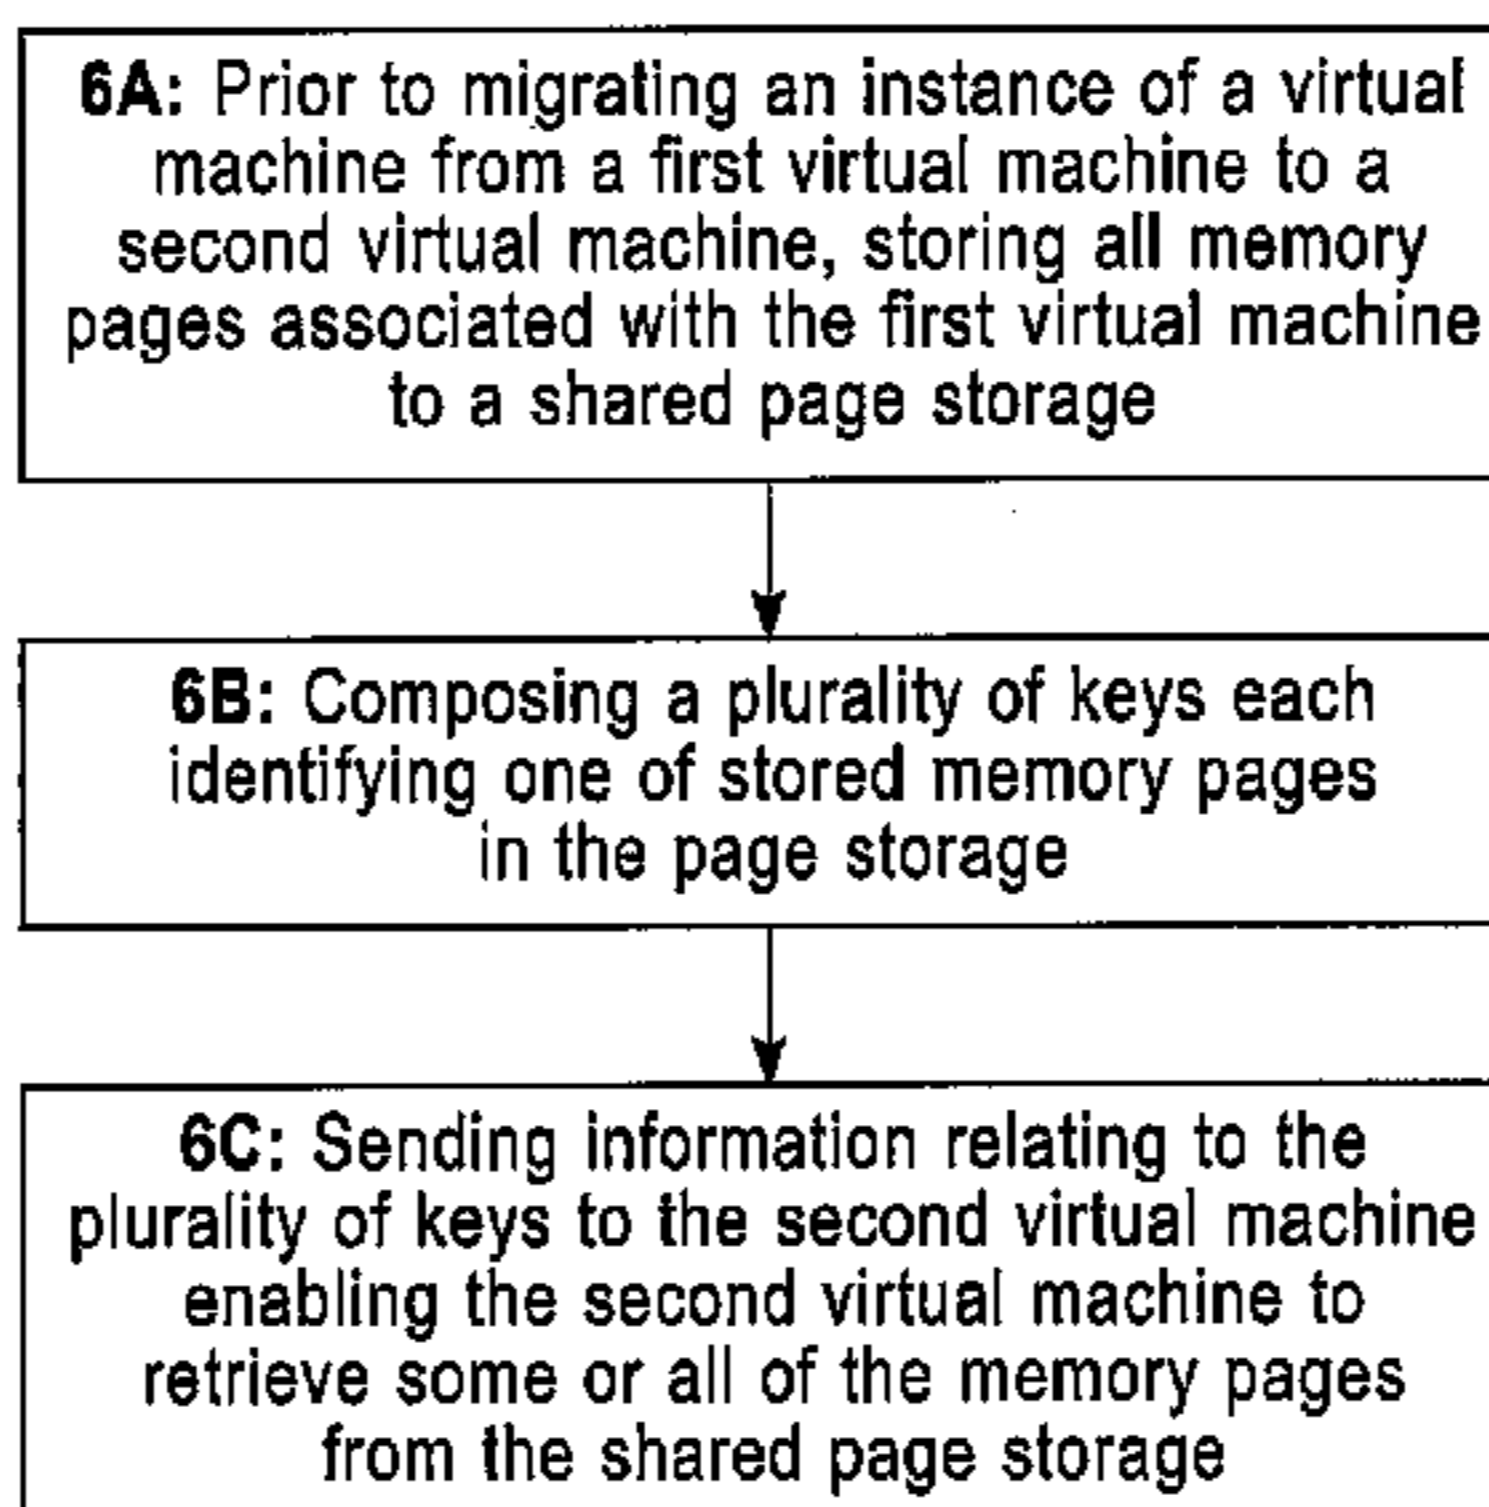 6A: Prior to migrating an instance of a virtual
machine from a first virtual machine to a
second virtual machine, storing all memory
pages associated with the first virtual machine
to a shared page storage
6B: Composing a plurality of keys each
identifying one of stored memory pages
in the page storage
6C: Sending information relating to the
plurality of keys to the second virtual machine
enabling the second virtual machine to
retrieve some or all of the memory pages
from the shared page storage